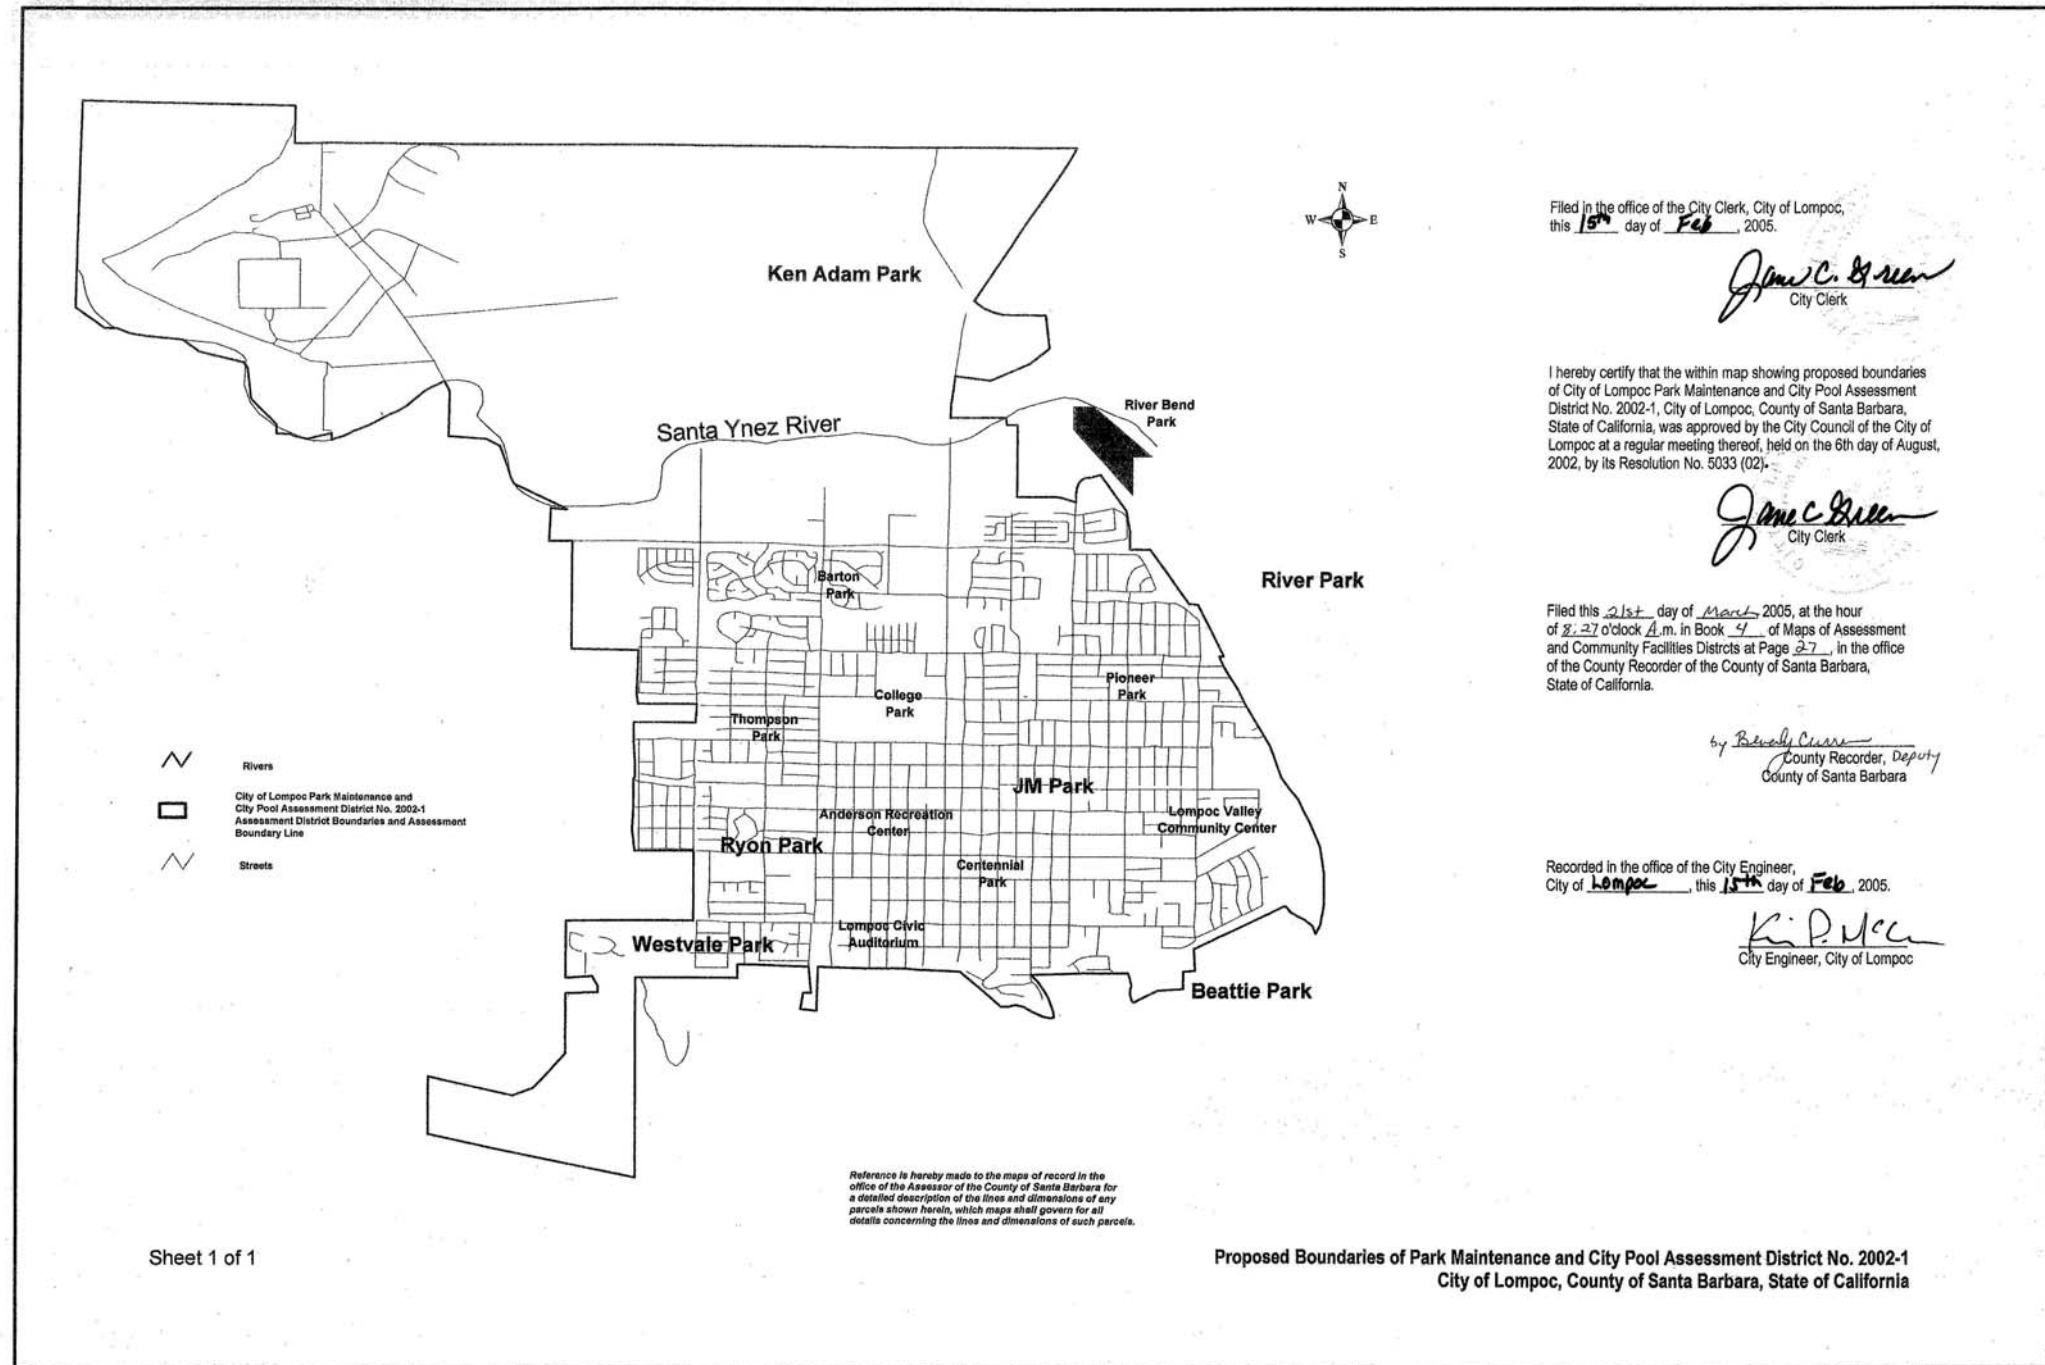 N
W E
S
Ken Adam Park
Santa Ynez River
River Bend
Park
River Park
Barton
Park
Pioneer
Park
College
Park
Thompson
Park
JM Park
Anderson Recreation
Center
Lompoc Valley
Community Center
Ryon Park
Centennial
Park
Lompoc Civic
Auditorium
Westvale Park
Beattie Park
Rivers
City of Lompoc Park Maintenance and
City Pool Assessment District No. 2002-1
Assessment District Boundaries and Assessment
Boundary Line
Streets
Filed in the office of the City Clerk, City of Lompoc,
this 15th day of Feb, 2005.
Jane C. Green
City Clerk
I hereby certify that the within map showing proposed boundaries
of City of Lompoc Park Maintenance and City Pool Assessment
District No. 2002-1, City of Lompoc, County of Santa Barbara,
State of California, was approved by the City Council of the City of
Lompoc at a regular meeting thereof, held on the 6th day of August,
2002, by its Resolution No. 5033 (02).
Jane C Green
City Clerk
Filed this 21st day of March, 2005, at the hour
of 8:27 o'clock A.m. in Book 4 of Maps of Assessment
and Community Facilities Distrcts at Page 27, in the office
of the County Recorder of the County of Santa Barbara,
State of California.
by Beverly Curren
County Recorder, Deputy
County of Santa Barbara
Recorded in the office of the City Engineer,
City of Lompoc, this 15th day of Feb, 2005.
City Engineer, City of Lompoc
Reference is hereby made to the maps of record in the
office of the Assessor of the County of Santa Barbara for
a detailed description of the lines and dimensions of any
parcels shown herein, which maps shall govern for all
details concerning the lines and dimensions of such parcels.
Sheet 1 of 1
Proposed Boundaries of Park Maintenance and City Pool Assessment District No. 2002-1
City of Lompoc, County of Santa Barbara, State of California